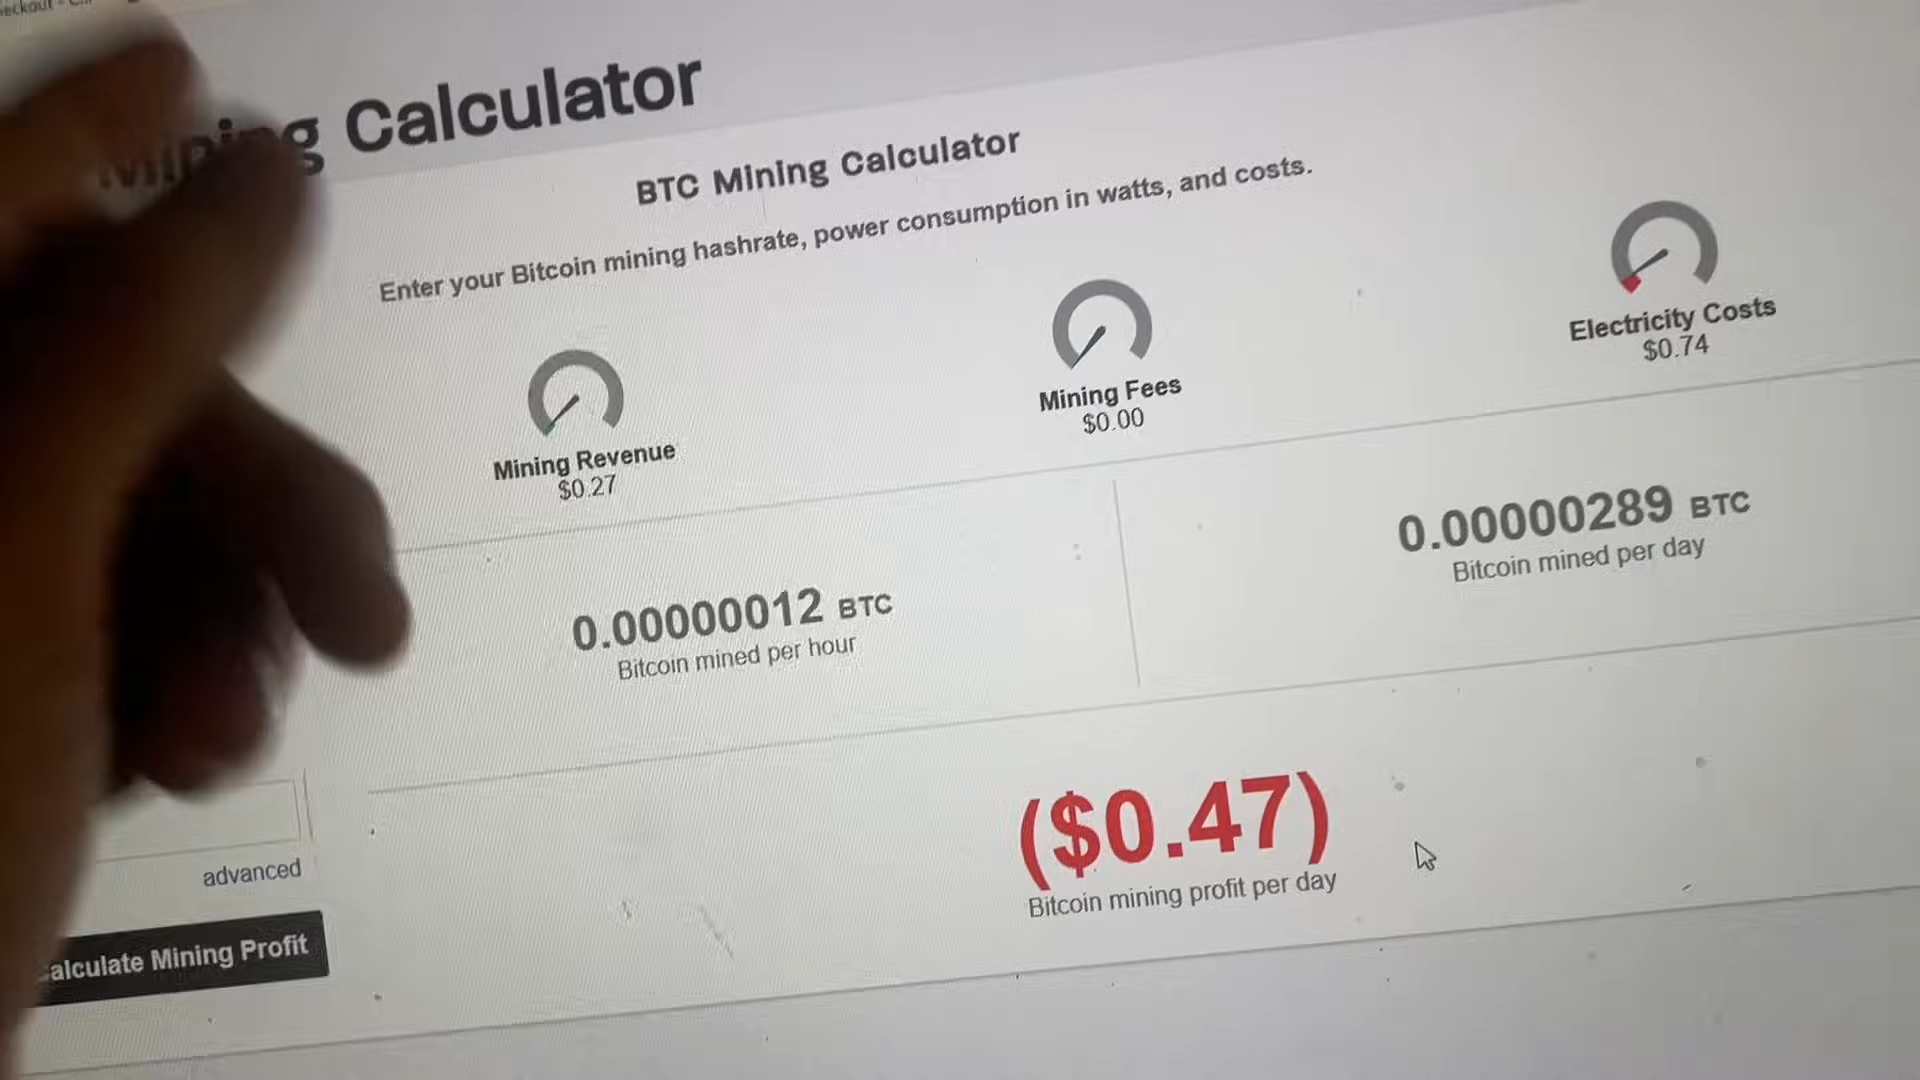 Mining Calculator
BTC Mining Calculator
Enter your Bitcoin mining hashrate, power consumption in watts, and costs.
Mining Revenue
$0.27
Mining Fees
$0.00
Electricity Costs
$0.74
0.00000012 BTC
Bitcoin mined per hour
0.00000289 BTC
Bitcoin mined per day
($0.47)
Bitcoin mining profit per day
advanced
alculate Mining Profit